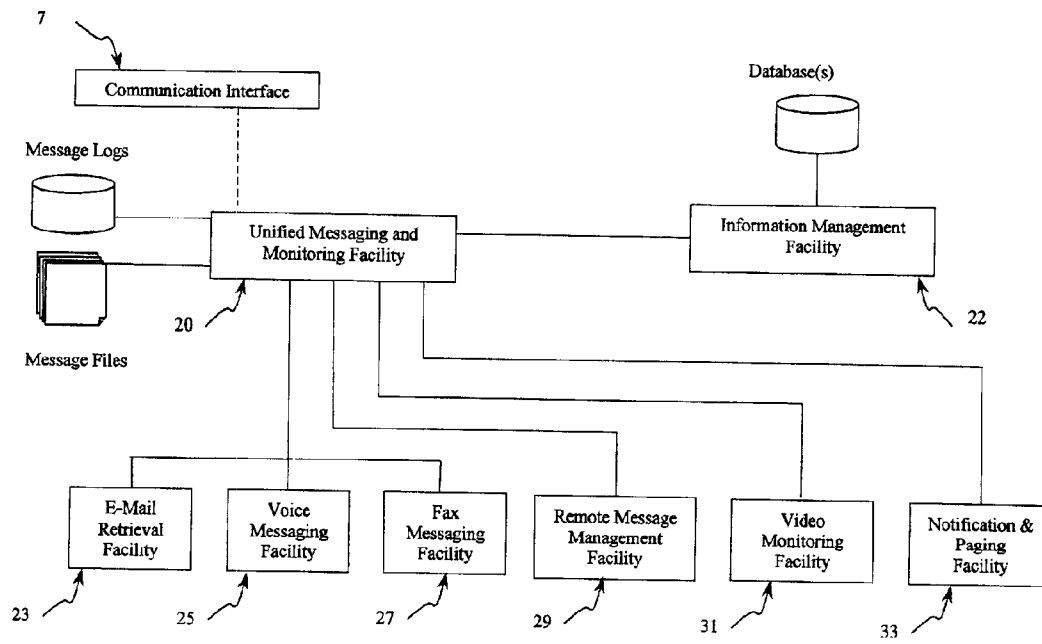 7
Communication Interface
Database(s)
Message Logs
Unified Messaging and
Monitoring Facility
Information Management
Facility
20
22
Message Files
E-Mail
Retrieval
Facility
Voice
Messaging
Facility
Fax
Messaging
Facility
Remote Message
Management
Facility
Video
Monitoring
Facility
Notification &
Paging
Facility
23
25
27
29
31
33